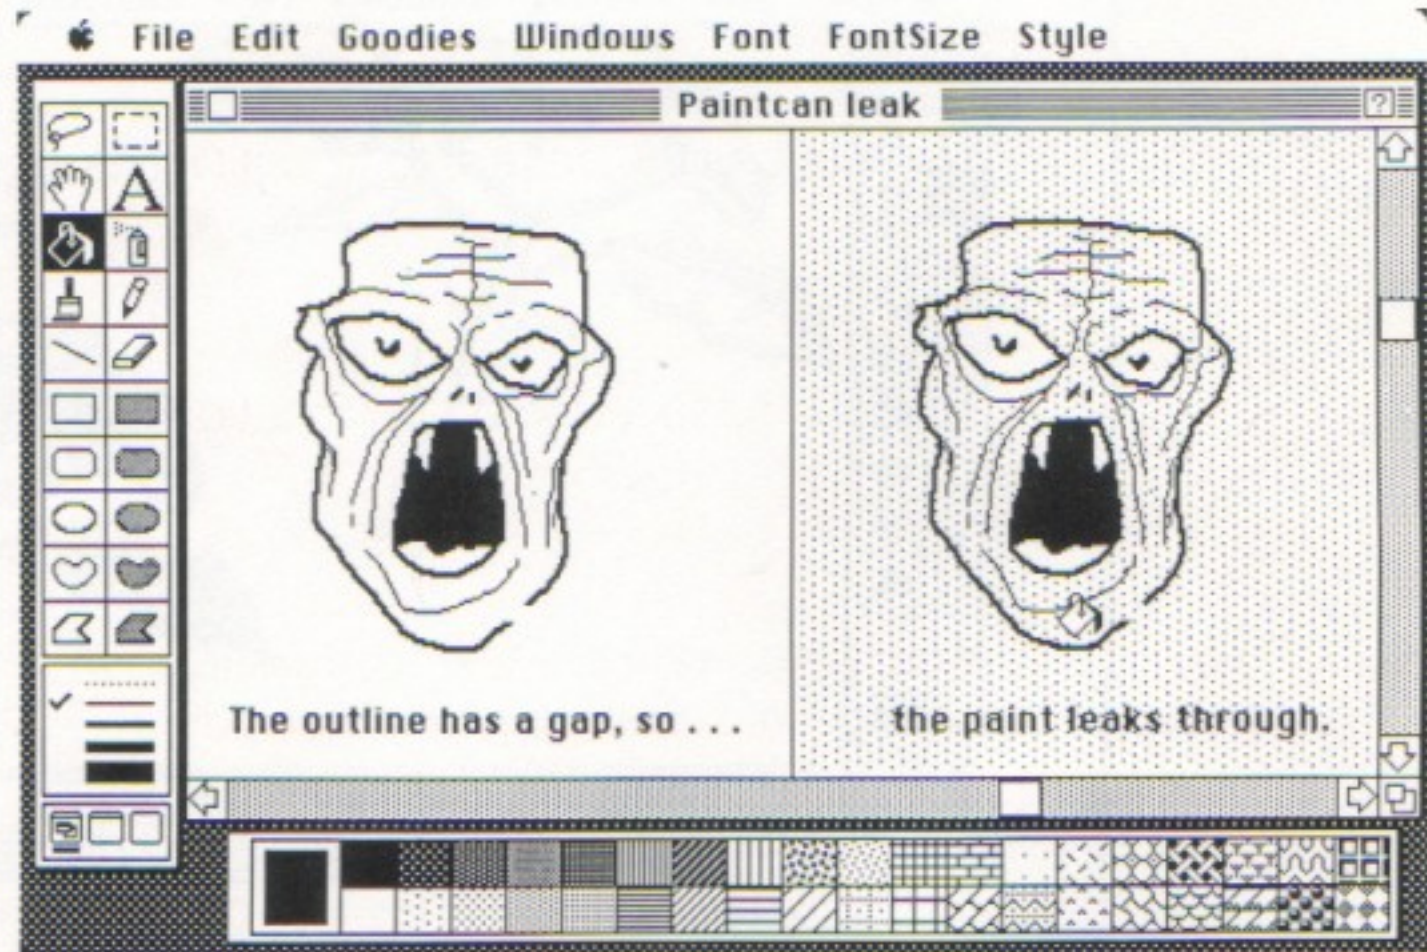 File Edit Goodies Windows Font FontSize Style
Paintcan leak
?
A
The outline has a gap, so . . .
the paint leaks through.